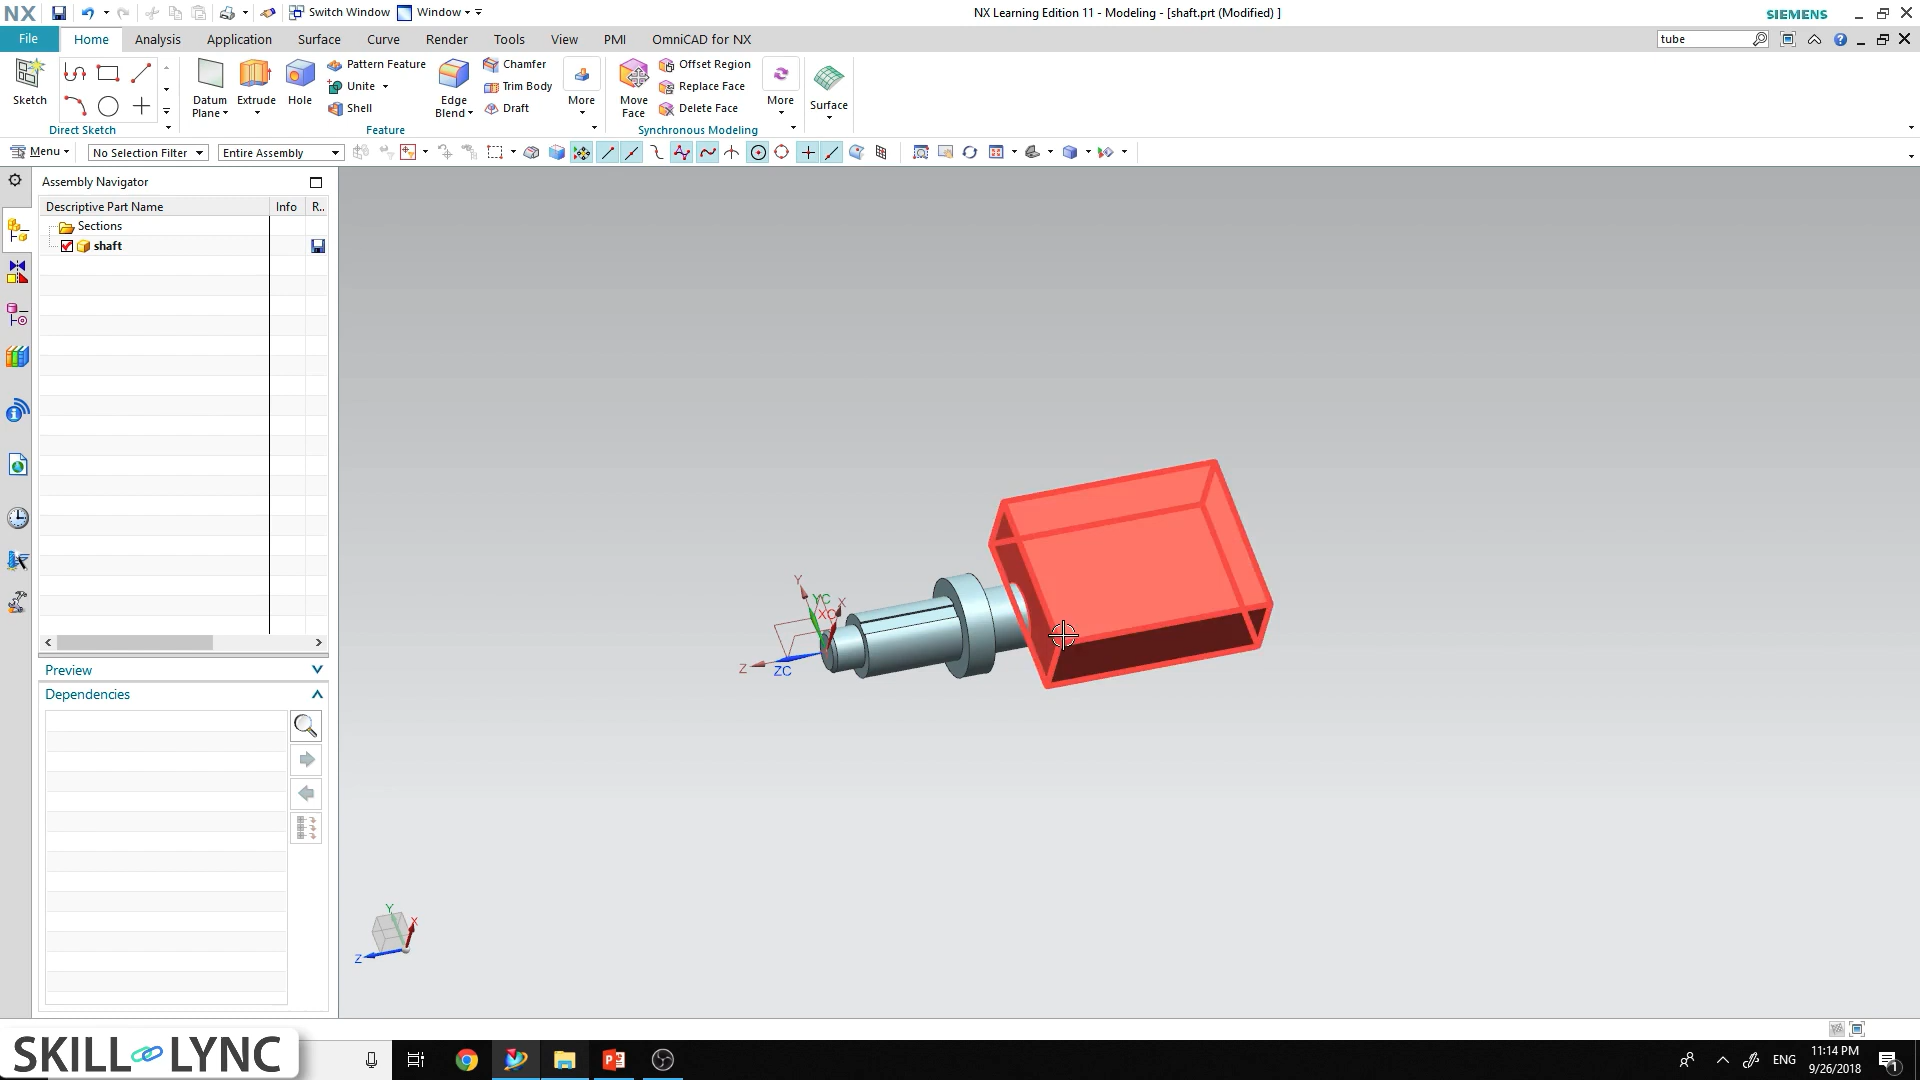 NX
Switch Window
Window
NX Learning Edition 11 - Modeling - [shaft.prt (Modified) ]
SIEMENS
File
Home
Analysis
Application
Surface
Curve
Render
Tools
View
PMI
OmniCAD for NX
tube
Sketch
Direct Sketch
Datum
Plane
Extrude
Hole
Pattern Feature
Unite
Shell
Edge
Blend
Chamfer
Trim Body
Draft
More
Feature
Move
Face
Offset Region
Replace Face
Delete Face
More
Synchronous Modeling
Surface
Menu
No Selection Filter
Entire Assembly
Assembly Navigator
Descriptive Part Name
Info
R..
Sections
shaft
Preview
Dependencies
Y
YC
X
XC
Z
ZC
Y
X
Z
SKILL LYNC
ENG
11:14 PM
9/26/2018
1